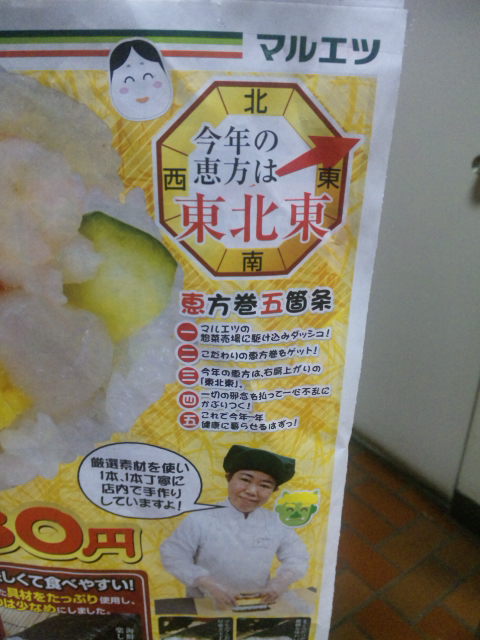 マルエツ
北
今年の
恵方は
西
東
東北東
南
恵方巻五箇条
一 マルエツの
惣菜売場に駆け込みダッシュ!
二 こだわりの恵方巻をゲット!
三 今年の恵方は、右肩上がりの
「東北東」。
四 一切の邪念を払って一心不乱に
かぶりつく!
五 これで今年一年
健康に暮らせるはずっ!
厳選素材を使い
1本、1本丁寧に
店内で手作り
していますよ!
80円
しくて食べやすい!
た具材をたっぷり使用し、
は少なめにしました。